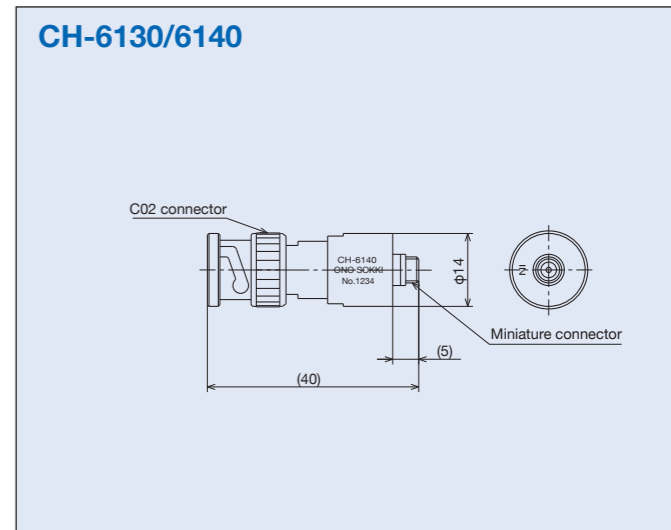 CH-6130/6140
C02 connector
CH-6140
ONO SOKKI
No.1234
φ14
Miniature connector
(5)
(40)